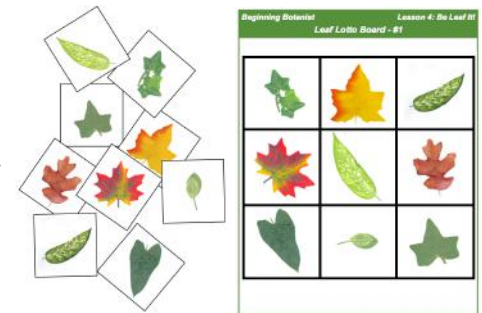 Beginning Botanist Lesson 4: Be Leaf It!
Leaf Lotto Board - #1